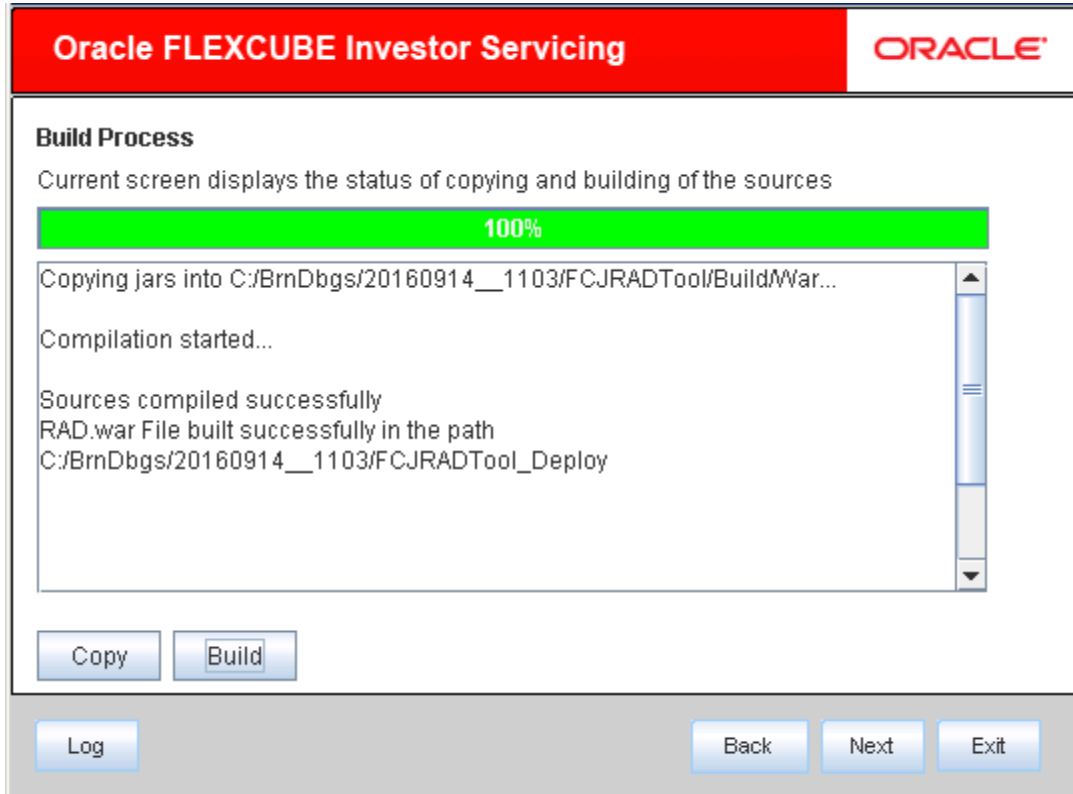 Oracle FLEXCUBE Investor Servicing
ORACLE
Build Process
Current screen displays the status of copying and building of the sources
100%
Copying jars into C:/BrnDbgs/20160914__1103/FCJRADTool/Build/War...
Compilation started...
Sources compiled successfully
RAD.war File built successfully in the path
C:/BrnDbgs/20160914__1103/FCJRADTool_Deploy
Copy Build
Log Back Next Exit